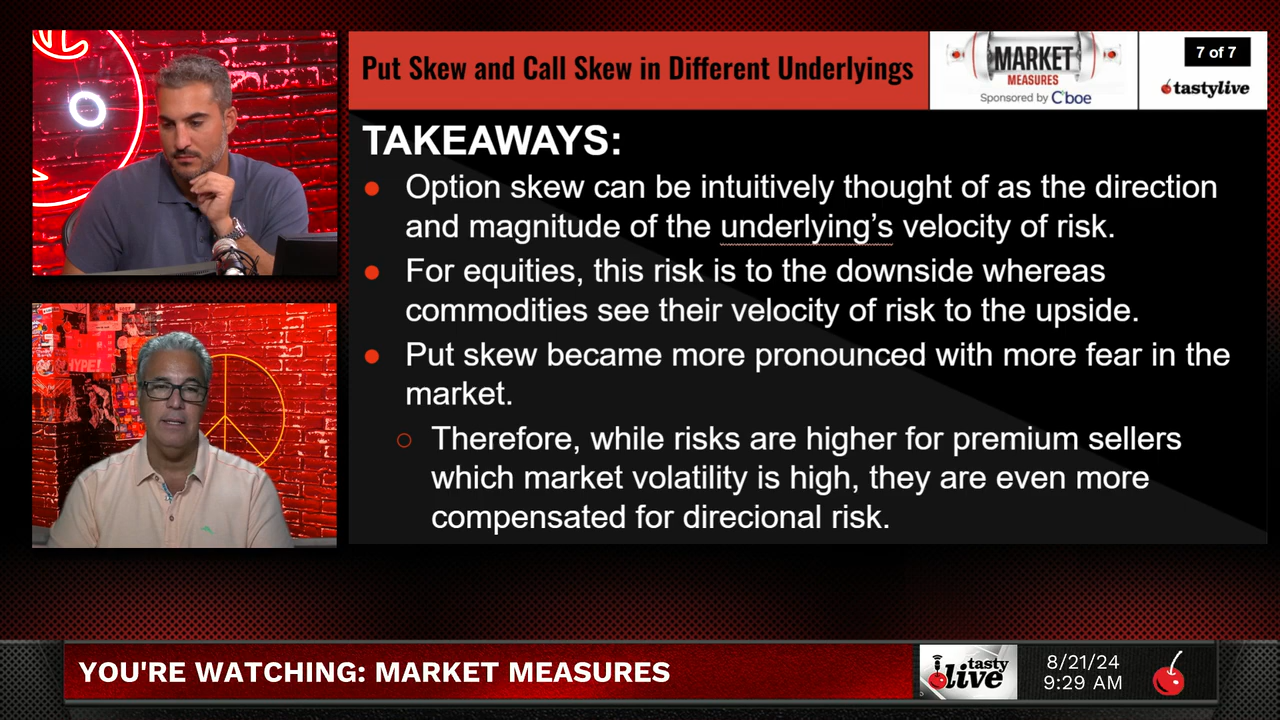 Put Skew and Call Skew in Different Underlyings
MARKET
MEASURES
Sponsored by Cboe
7 of 7
tastylive
TAKEAWAYS:
● Option skew can be intuitively thought of as the direction
and magnitude of the underlying's velocity of risk.
● For equities, this risk is to the downside whereas
commodities see their velocity of risk to the upside.
● Put skew became more pronounced with more fear in the
market.
○ Therefore, while risks are higher for premium sellers
which market volatility is high, they are even more
compensated for direcional risk.
HYPE!
YOU'RE WATCHING: MARKET MEASURES
tasty
live
8/21/24
9:29 AM